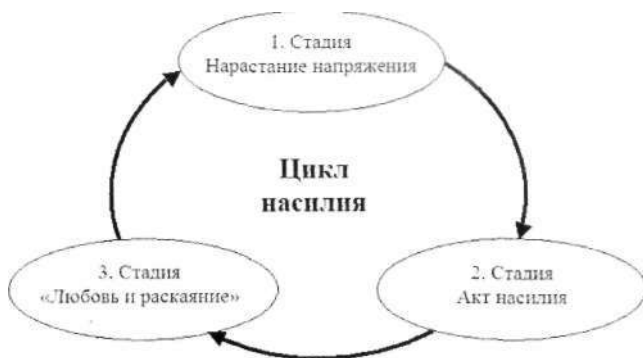 1. Стадия
Нарастание напряжения
Цикл
насилия
3. Стадия
«Любовь и раскаяние»
2. Стадия
Акт насилия